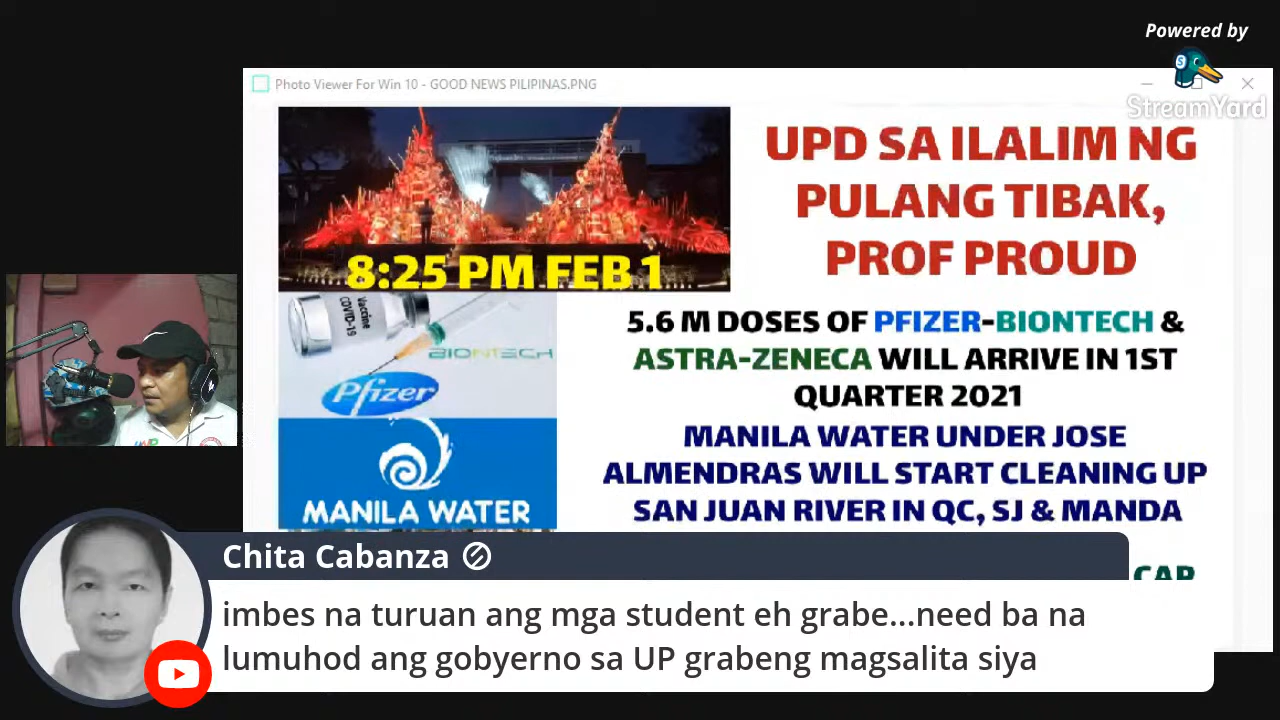 Powered by
StreamYard
Photo Viewer For Win 10 - GOOD NEWS PILIPINAS.PNG
UPD SA ILALIM NG
PULANG TIBAK,
PROF PROUD
8:25 PM FEB 1
Vaccine
COVID-19
BIONTECH
Pfizer
5.6 M DOSES OF PFIZER-BIONTECH &
ASTRA-ZENECA WILL ARRIVE IN 1ST
QUARTER 2021
MANILA WATER
MANILA WATER UNDER JOSE
ALMENDRAS WILL START CLEANING UP
SAN JUAN RIVER IN QC, SJ & MANDA
CAP
Chita Cabanza
imbes na turuan ang mga student eh grabe...need ba na
lumuhod ang gobyerno sa UP grabeng magsalita siya